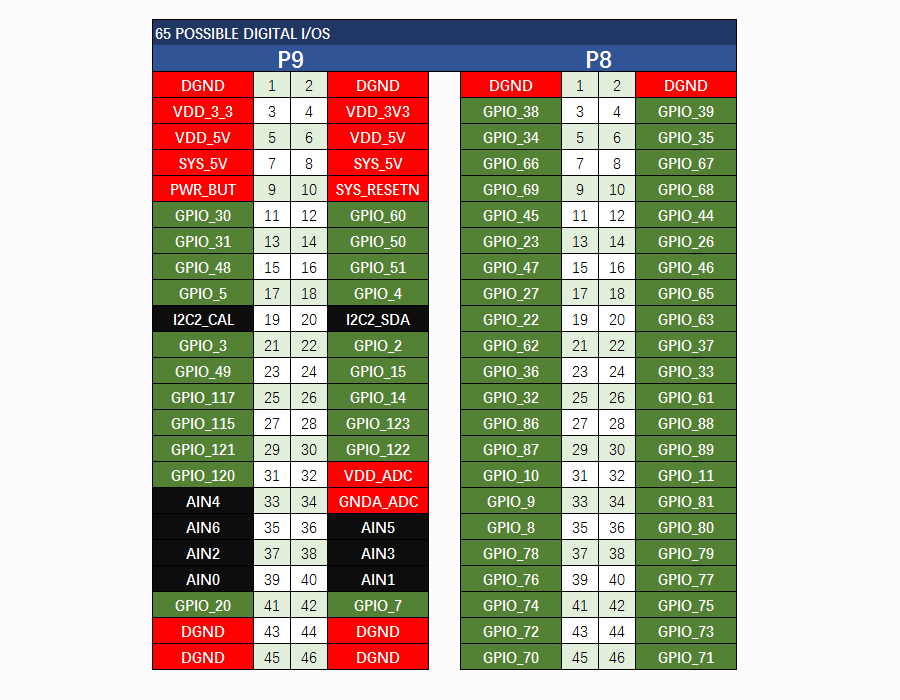 65 POSSIBLE DIGITAL I/OS
P9 P8
DGND 1 2 DGND DGND 1 2 DGND
VDD_3_3 3 4 VDD_3V3 GPIO_38 3 4 GPIO_39
VDD_5V 5 6 VDD_5V GPIO_34 5 6 GPIO_35
SYS_5V 7 8 SYS_5V GPIO_66 7 8 GPIO_67
PWR_BUT 9 10 SYS_RESETN GPIO_69 9 10 GPIO_68
GPIO_30 11 12 GPIO_60 GPIO_45 11 12 GPIO_44
GPIO_31 13 14 GPIO_50 GPIO_23 13 14 GPIO_26
GPIO_48 15 16 GPIO_51 GPIO_47 15 16 GPIO_46
GPIO_5 17 18 GPIO_4 GPIO_27 17 18 GPIO_65
I2C2_CAL 19 20 I2C2_SDA GPIO_22 19 20 GPIO_63
GPIO_3 21 22 GPIO_2 GPIO_62 21 22 GPIO_37
GPIO_49 23 24 GPIO_15 GPIO_36 23 24 GPIO_33
GPIO_117 25 26 GPIO_14 GPIO_32 25 26 GPIO_61
GPIO_115 27 28 GPIO_123 GPIO_86 27 28 GPIO_88
GPIO_121 29 30 GPIO_122 GPIO_87 29 30 GPIO_89
GPIO_120 31 32 VDD_ADC GPIO_10 31 32 GPIO_11
AIN4 33 34 GNDA_ADC GPIO_9 33 34 GPIO_81
AIN6 35 36 AIN5 GPIO_8 35 36 GPIO_80
AIN2 37 38 AIN3 GPIO_78 37 38 GPIO_79
AIN0 39 40 AIN1 GPIO_76 39 40 GPIO_77
GPIO_20 41 42 GPIO_7 GPIO_74 41 42 GPIO_75
DGND 43 44 DGND GPIO_72 43 44 GPIO_73
DGND 45 46 DGND GPIO_70 45 46 GPIO_71